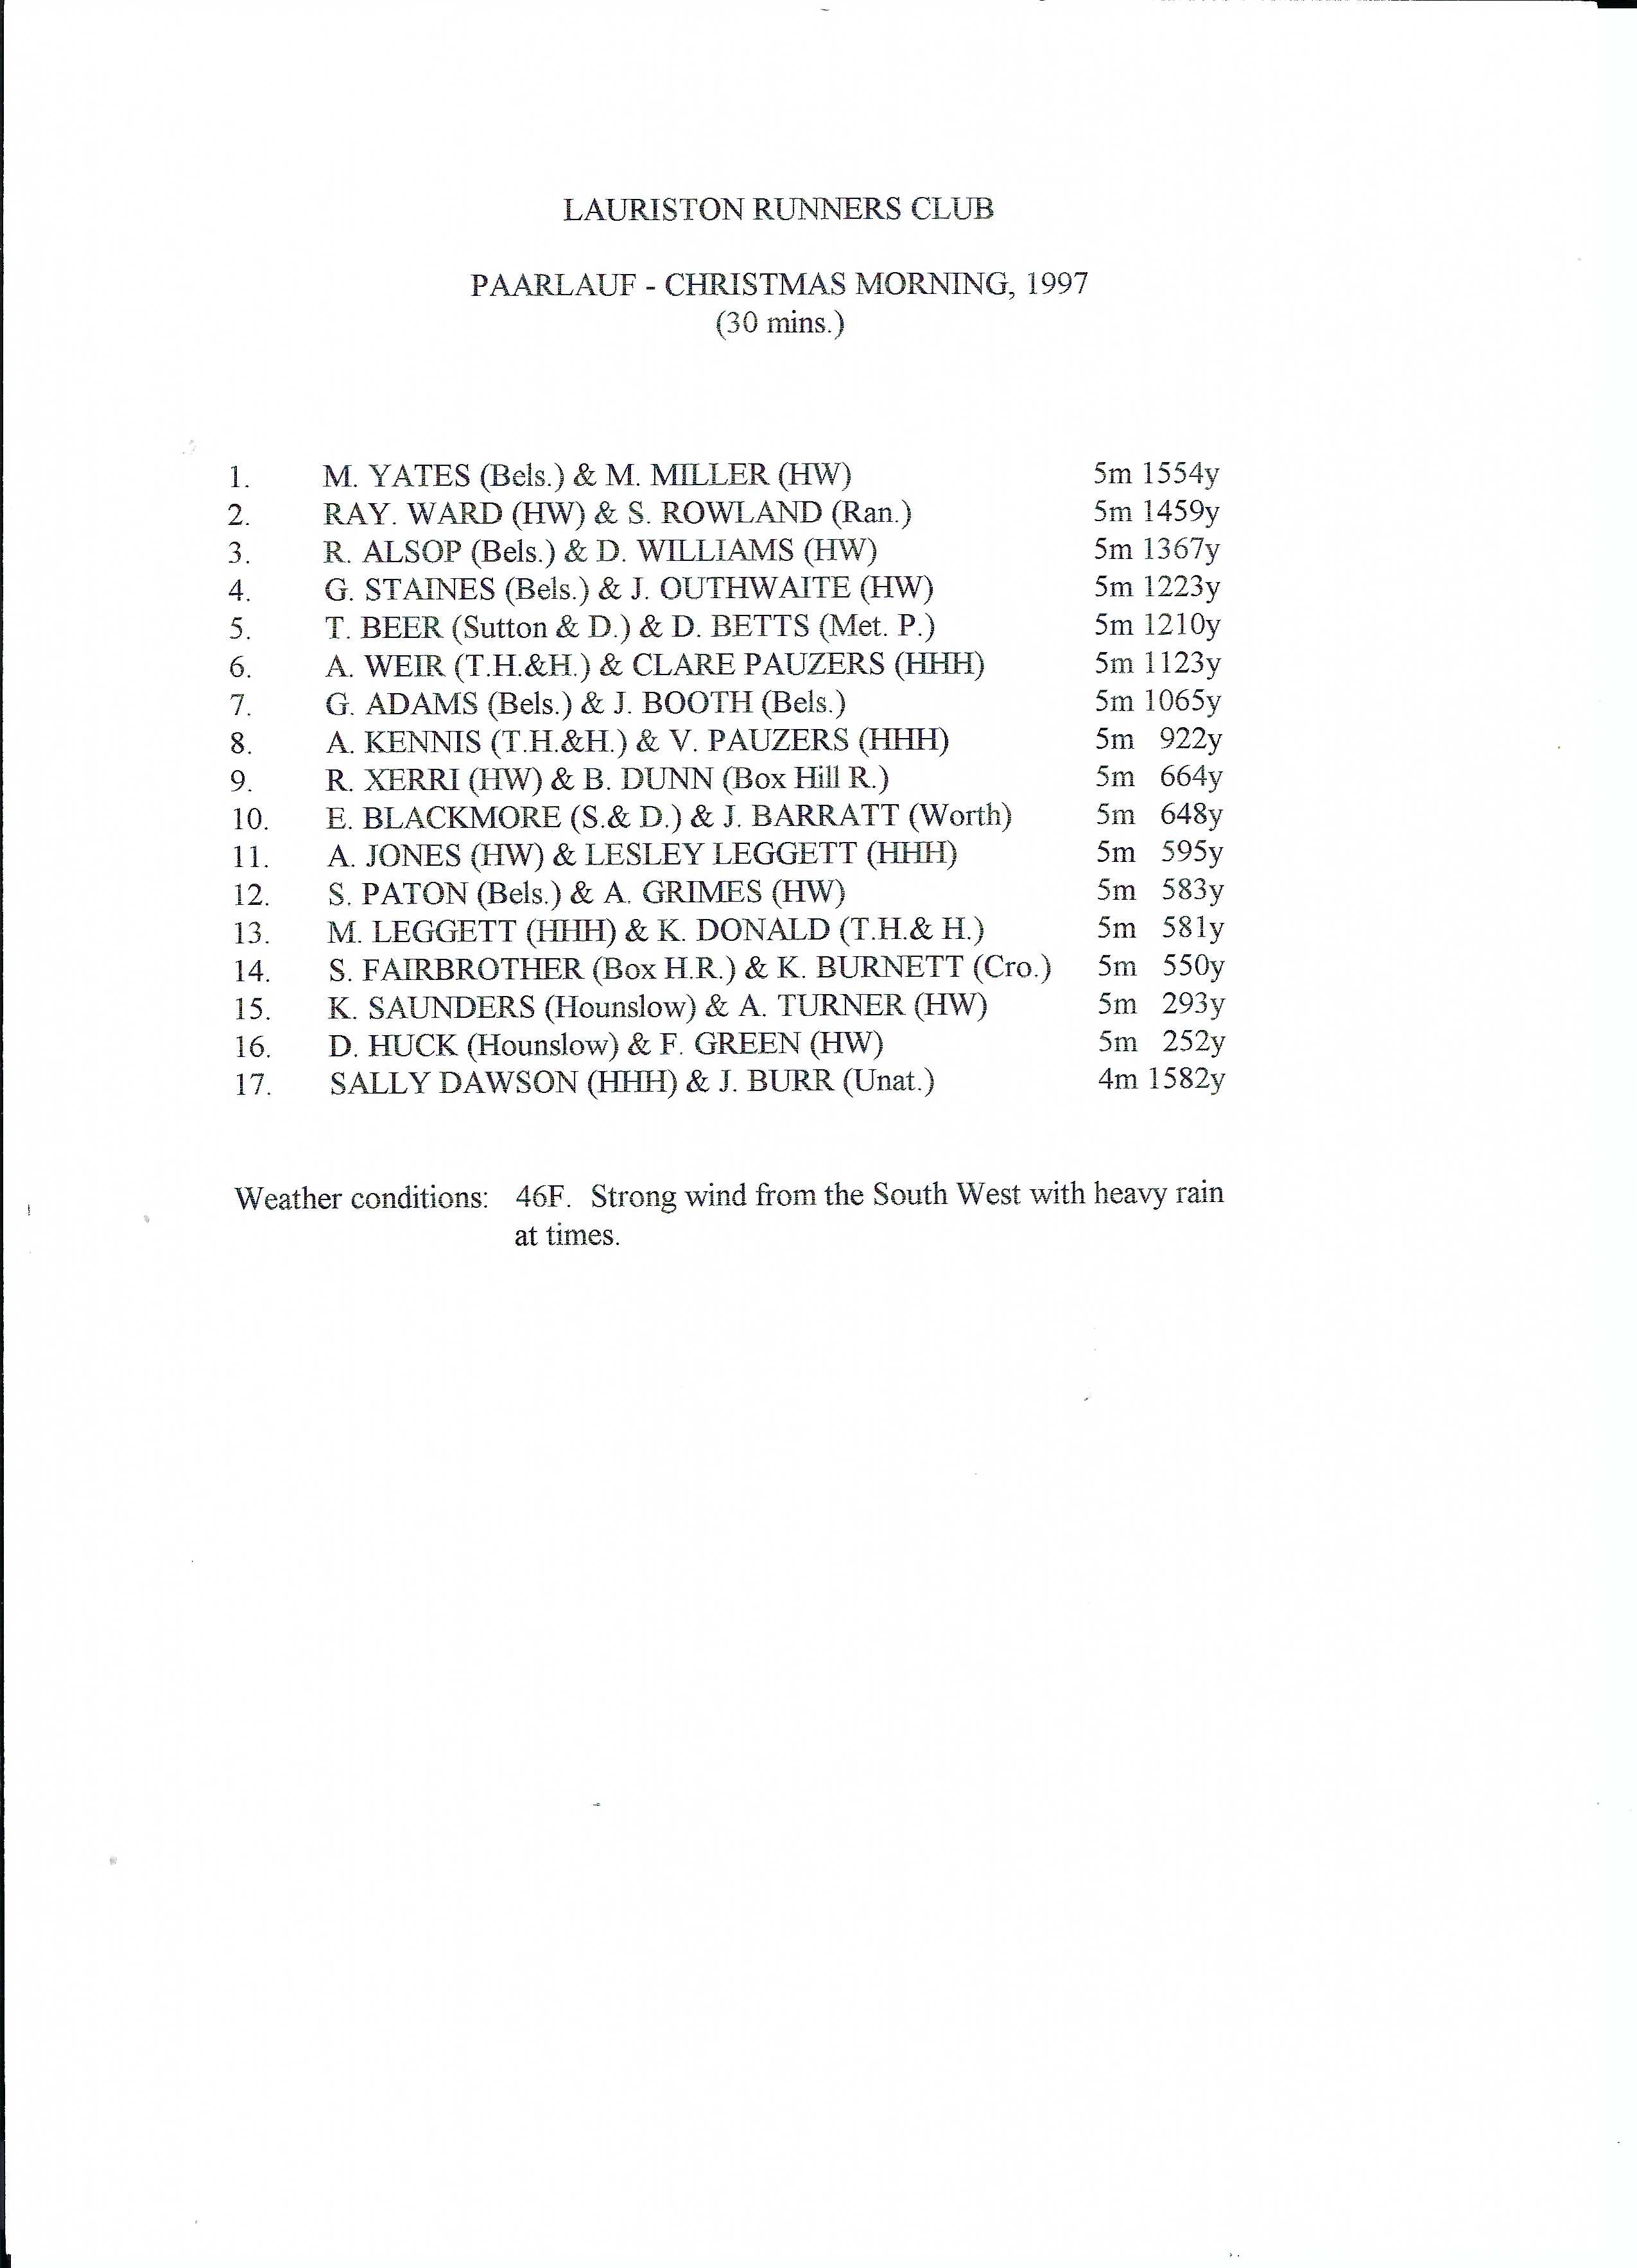 LAURISTON RUNNERS CLUB
PAARLAUF - CHRISTMAS MORNING, 1997
(30 mins.)
1. M. YATES (Bels.) & M. MILLER (HW) 5m 1554y
2. RAY. WARD (HW) & S. ROWLAND (Ran.) 5m 1459y
3. R. ALSOP (Bels.) & D. WILLIAMS (HW) 5m 1367y
4. G. STAINES (Bels.) & J. OUTHWAITE (HW) 5m 1223y
5. T. BEER (Sutton & D.) & D. BETTS (Met. P.) 5m 1210y
6. A. WEIR (T.H.&H.) & CLARE PAUZERS (HHH) 5m 1123y
7. G. ADAMS (Bels.) & J. BOOTH (Bels.) 5m 1065y
8. A. KENNIS (T.H.&H.) & V. PAUZERS (HHH) 5m 922y
9. R. XERRI (HW) & B. DUNN (Box Hill R.) 5m 664y
10. E. BLACKMORE (S.& D.) & J. BARRATT (Worth) 5m 648y
11. A. JONES (HW) & LESLEY LEGGETT (HHH) 5m 595y
12. S. PATON (Bels.) & A. GRIMES (HW) 5m 583y
13. M. LEGGETT (HHH) & K. DONALD (T.H.& H.) 5m 581y
14. S. FAIRBROTHER (Box H.R.) & K. BURNETT (Cro.) 5m 550y
15. K. SAUNDERS (Hounslow) & A. TURNER (HW) 5m 293y
16. D. HUCK (Hounslow) & F. GREEN (HW) 5m 252y
17. SALLY DAWSON (HHH) & J. BURR (Unat.) 4m 1582y
Weather conditions: 46F. Strong wind from the South West with heavy rain
at times.